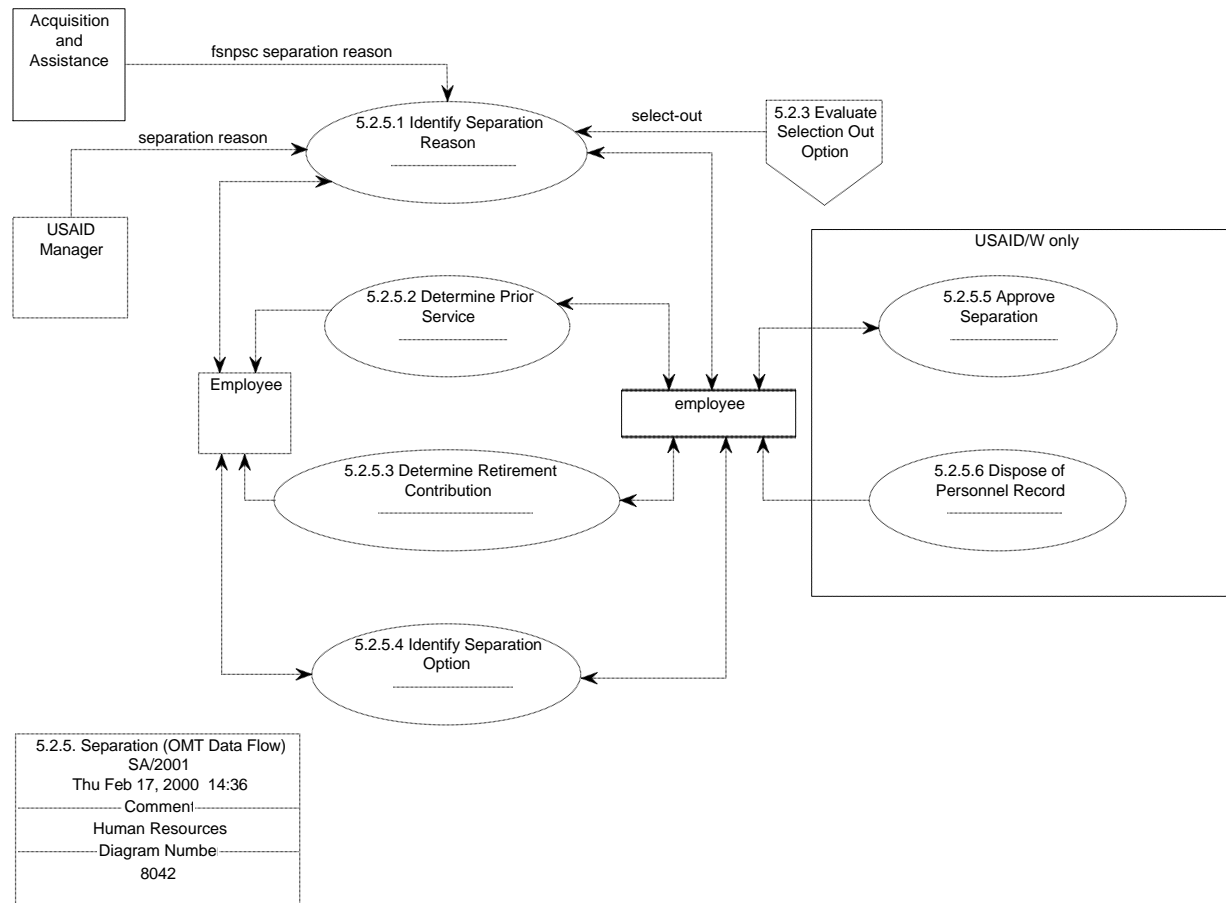 Acquisition
and
Assistance
fsnpsc separation reason
5.2.5.1 Identify Separation
Reason
select-out
5.2.3 Evaluate
Selection Out
Option
separation reason
USAID
Manager
USAID/W only
5.2.5.2 Determine Prior
Service
5.2.5.5 Approve
Separation
Employee
employee
5.2.5.3 Determine Retirement
Contribution
5.2.5.6 Dispose of
Personnel Record
5.2.5.4 Identify Separation
Option
5.2.5. Separation (OMT Data Flow)
SA/2001
Thu Feb 17, 2000 14:36
Comment
Human Resources
Diagram Numbe
8042